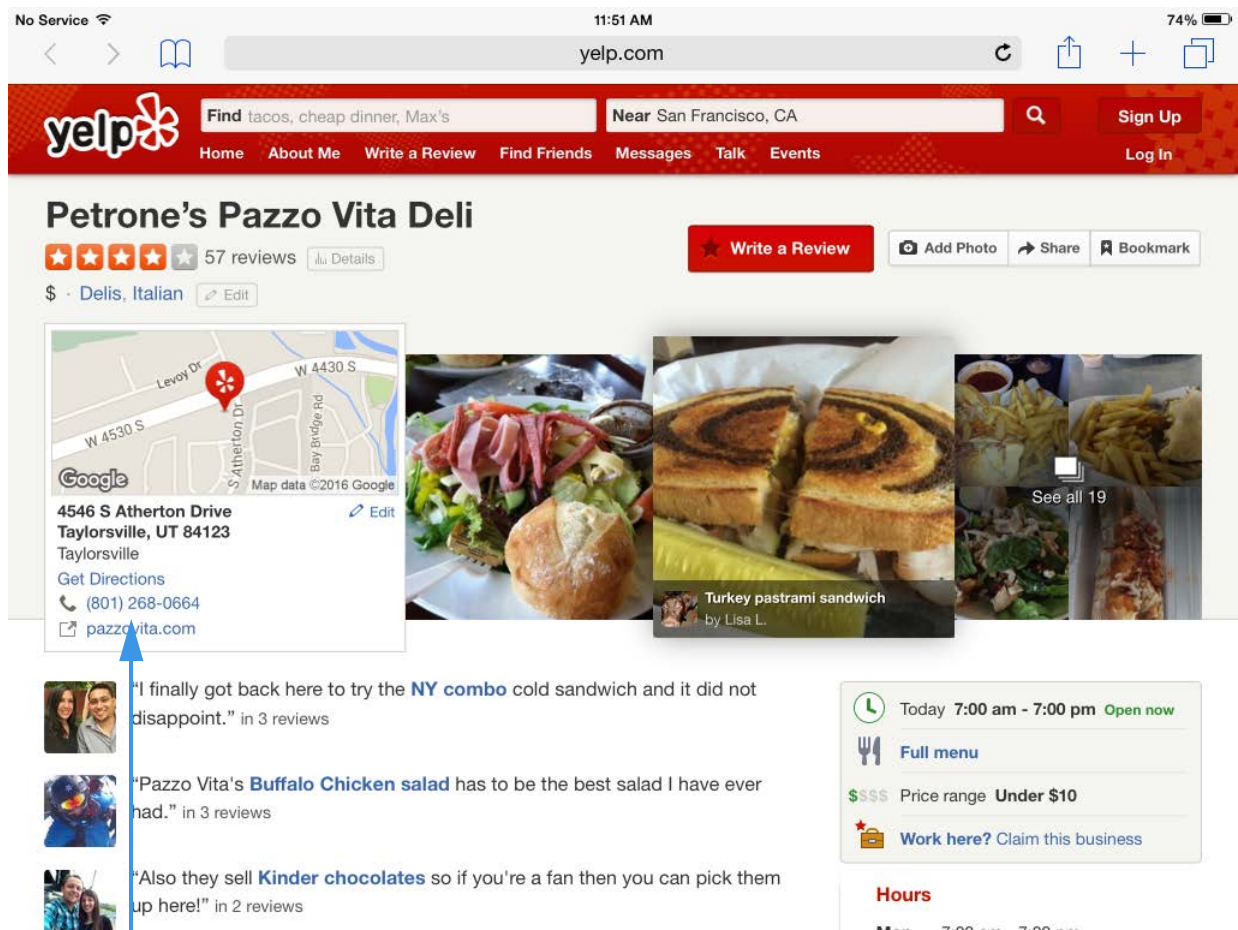 No Service 11:51 AM 74%
yelp.com
yelp Find tacos, cheap dinner, Max's Near San Francisco, CA Sign Up
Home About Me Write a Review Find Friends Messages Talk Events Log In
Petrone's Pazzo Vita Deli
57 reviews Details
Write a Review Add Photo Share Bookmark
$ · Delis, Italian Edit
Levoy Dr
W 4430 S
W 4530 S
S Atherton Dr
Bay Bridge Rd
Google Map data ©2016 Google
4546 S Atherton Drive Edit
Taylorsville, UT 84123
Taylorsville
Get Directions
(801) 268-0664
pazzovita.com
See all 19
Turkey pastrami sandwich
by Lisa L.
"I finally got back here to try the NY combo cold sandwich and it did not
disappoint." in 3 reviews
"Pazzo Vita's Buffalo Chicken salad has to be the best salad I have ever
had." in 3 reviews
"Also they sell Kinder chocolates so if you're a fan then you can pick them
up here!" in 2 reviews
Today 7:00 am - 7:00 pm Open now
Full menu
$$$$ Price range Under $10
Work here? Claim this business
Hours
Mon 7:00 am - 7:00 pm